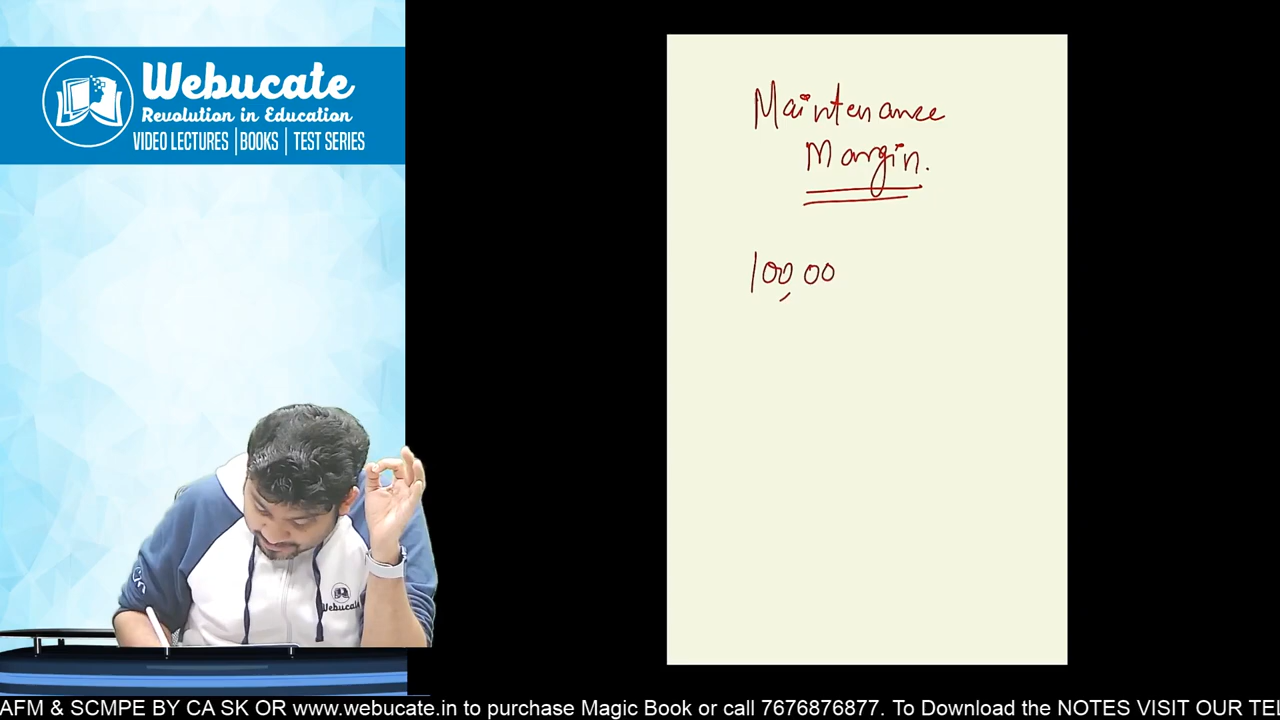 Webucate
Revolution in Education
VIDEO LECTURES | BOOKS | TEST SERIES
Maintenance
Margin.
100,00
Webucate
AFM & SCMPE BY CA SK OR www.webucate.in to purchase Magic Book or call 7676876877. To Download the NOTES VISIT OUR TEL